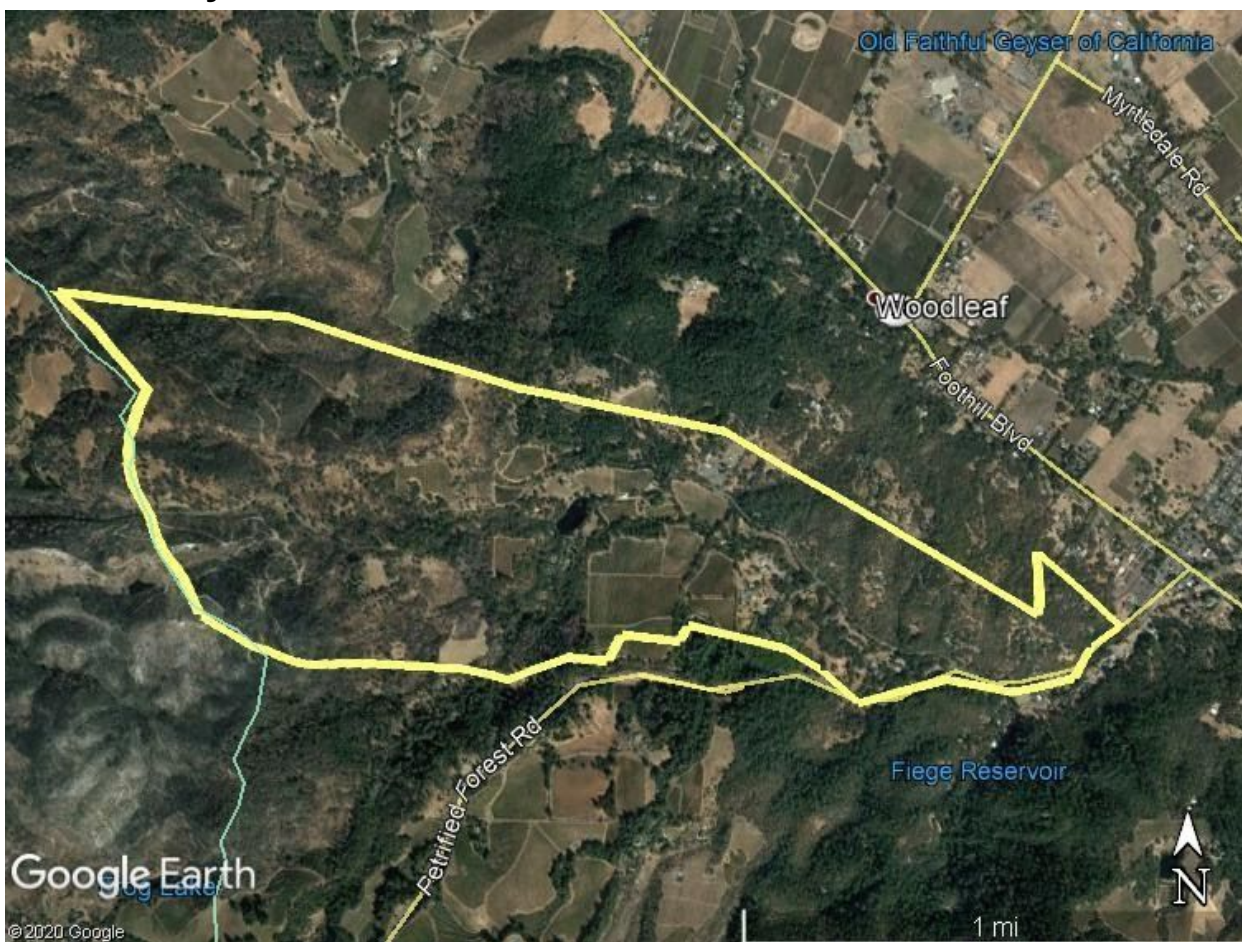 Old Faithful Geyser of California
Myrtledale Rd
Woodleaf
Foothill Blvd
Petrified Forest Rd
Fiege Reservoir
N
Google Earth
Lake
1 mi
© 2020 Google